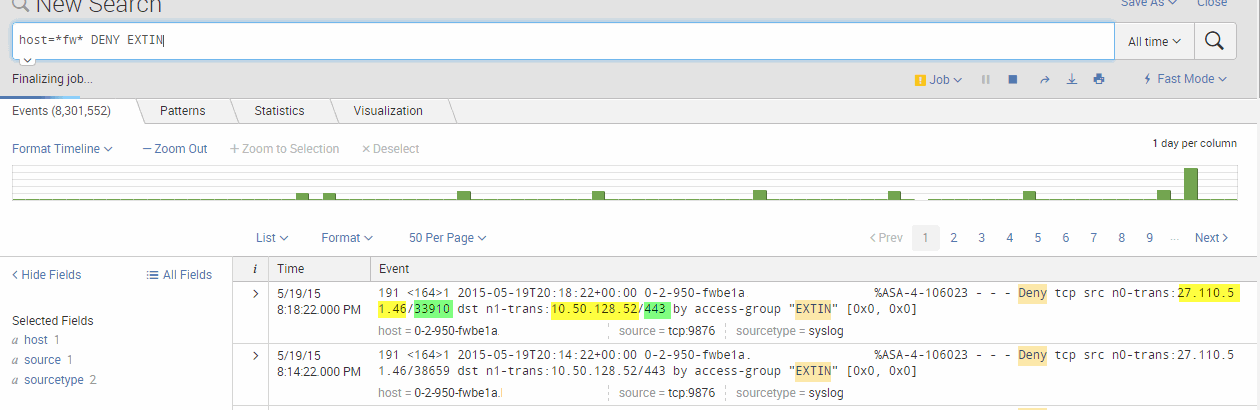 New Search
Save As
Close
host=*fw* DENY EXTIN
All time
Finalizing job...
Job
Fast Mode
Events (8,301,552)
Patterns
Statistics
Visualization
Format Timeline
— Zoom Out
+ Zoom to Selection
× Deselect
1 day per column
List
Format
50 Per Page
< Prev 1 2 3 4 5 6 7 8 9 ... Next >
< Hide Fields
All Fields
i Time Event
Selected Fields
a host 1
a source 1
a sourcetype 2
> 5/19/15
8:18:22.000 PM
191 <164>1 2015-05-19T20:18:22+00:00 0-2-950-fwbe1a %ASA-4-106023 - - - Deny tcp src n0-trans:27.110.5
1.46/33910 dst n1-trans:10.50.128.52/443 by access-group "EXTIN" [0x0, 0x0]
host = 0-2-950-fwbe1a source = tcp:9876 sourcetype = syslog
> 5/19/15
8:14:22.000 PM
191 <164>1 2015-05-19T20:14:22+00:00 0-2-950-fwbe1a. %ASA-4-106023 - - - Deny tcp src n0-trans:27.110.5
1.46/38659 dst n1-trans:10.50.128.52/443 by access-group "EXTIN" [0x0, 0x0]
host = 0-2-950-fwbe1a. source = tcp:9876 sourcetype = syslog